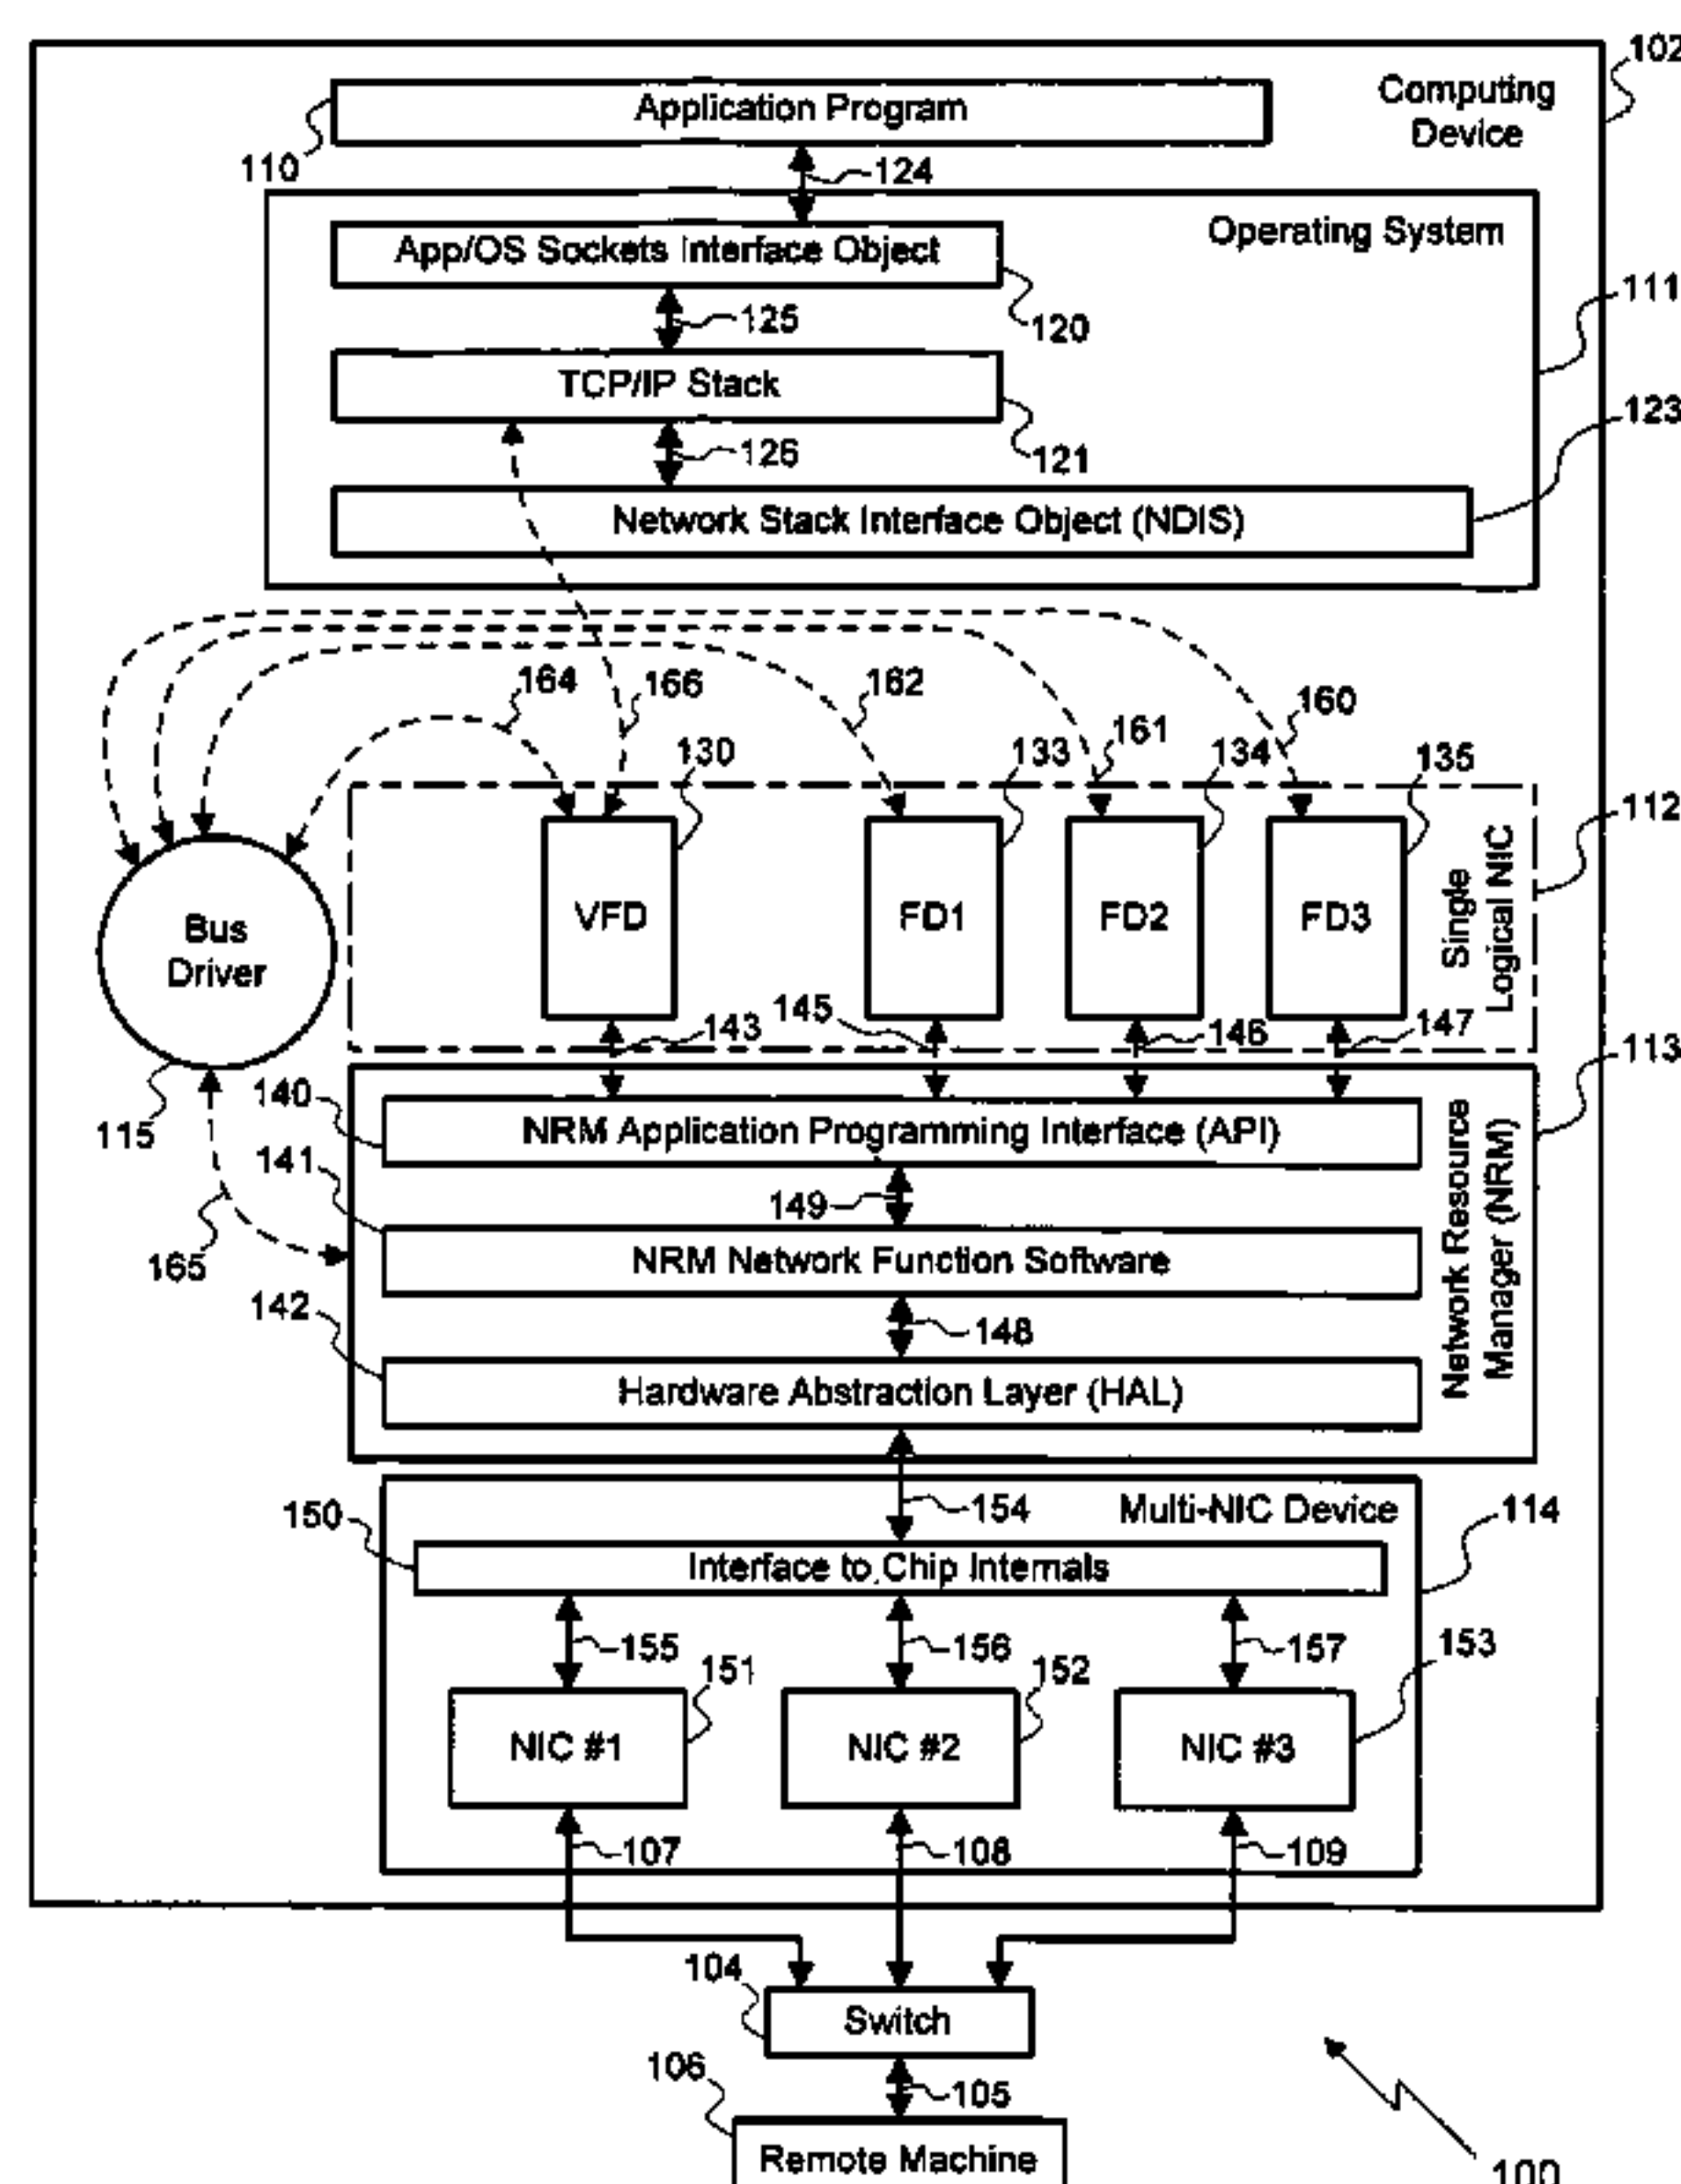 102
Application Program
Computing
Device
110
124
Operating System
App/OS Sockets Interface Object
111
125
120
TCP/IP Stack
123
126
121
Network Stack Interface Object (NDIS)
164
166
162
160
161
130
133
134
135
112
Bus
Driver
VFD
FD1
FD2
FD3
Single
Logical NIC
143
145
146
147
113
140
115
NRM Application Programming Interface (API)
141
149
165
NRM Network Function Software
142
148
Hardware Abstraction Layer (HAL)
Network Resource
Manager (NRM)
150
154
Multi-NIC Device
114
Interface to Chip Internals
155
156
157
153
151
152
NIC #1
NIC #2
NIC #3
107
108
109
104
Switch
106
105
Remote Machine
100